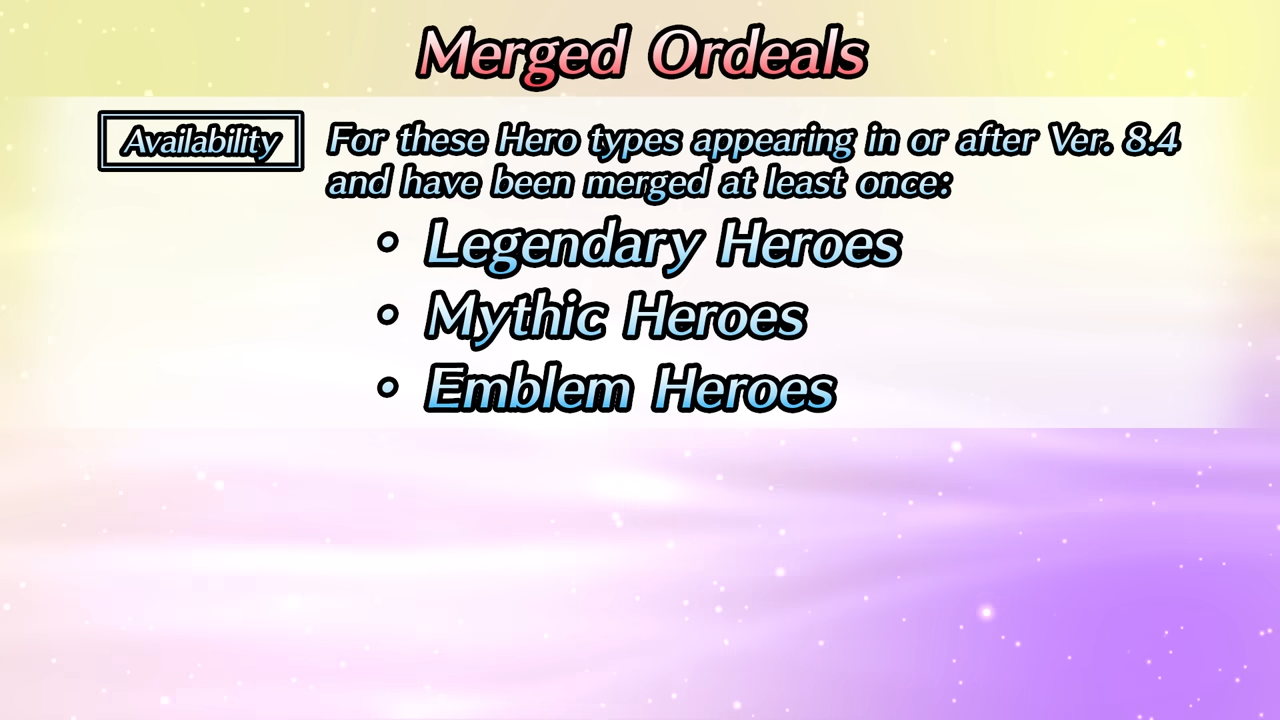 Merged Ordeals
Availability
For these Hero types appearing in or after Ver. 8.4
and have been merged at least once:
• Legendary Heroes
• Mythic Heroes
• Emblem Heroes